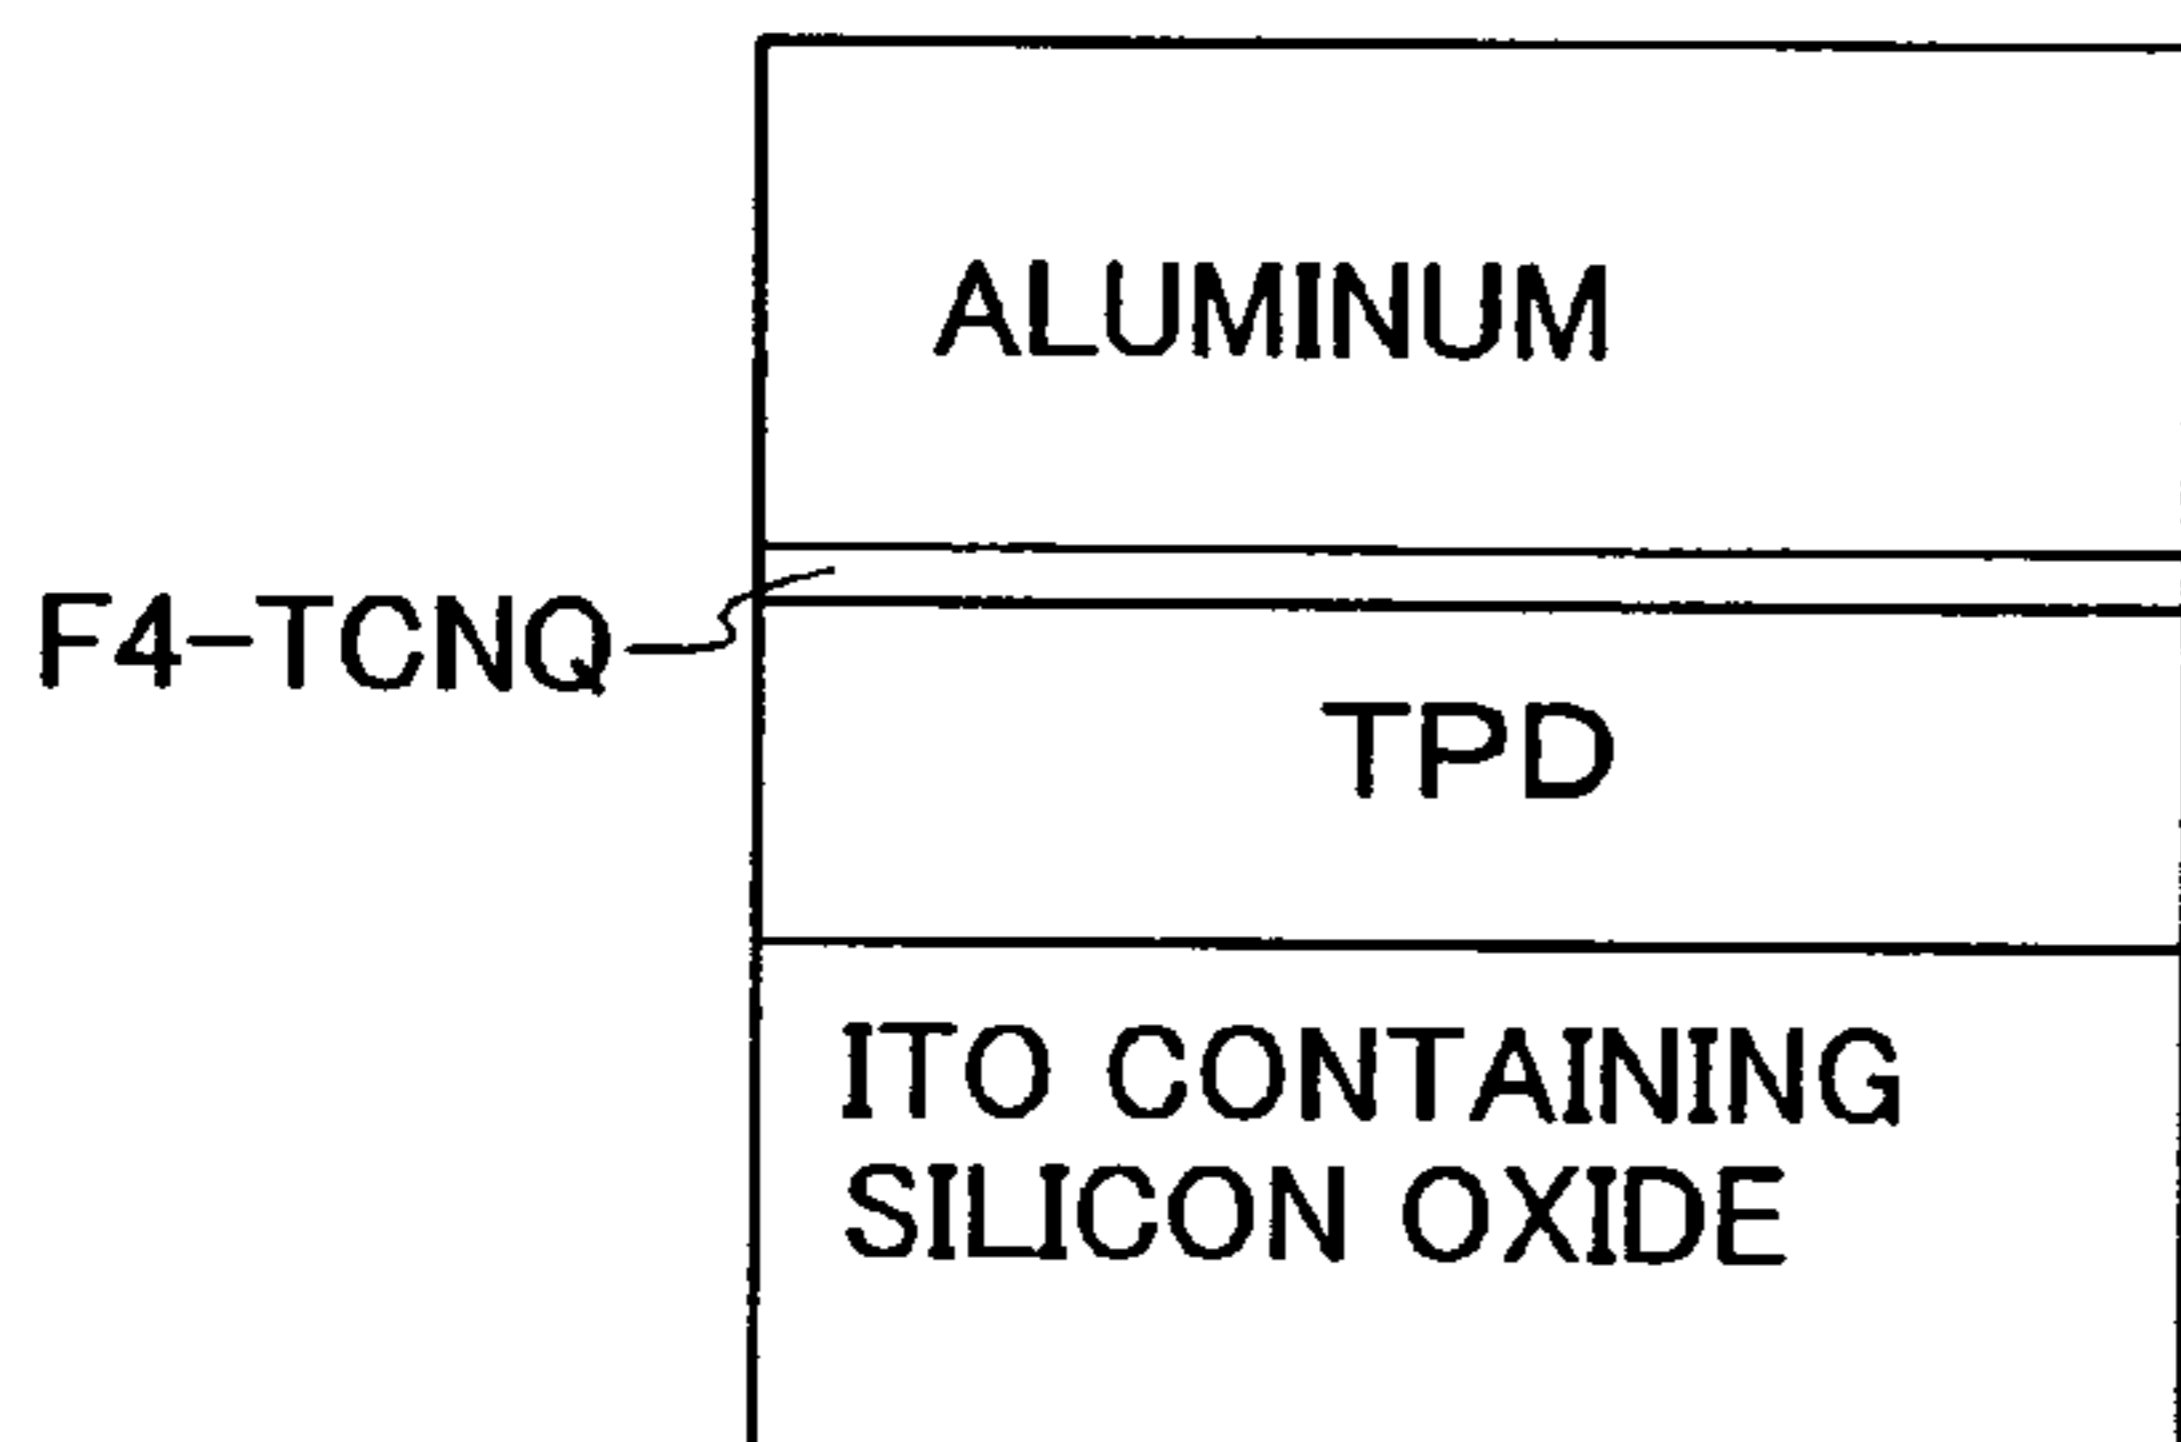 ALUMINUM
F4-TCNQ
TPD
ITO CONTAINING
SILICON OXIDE